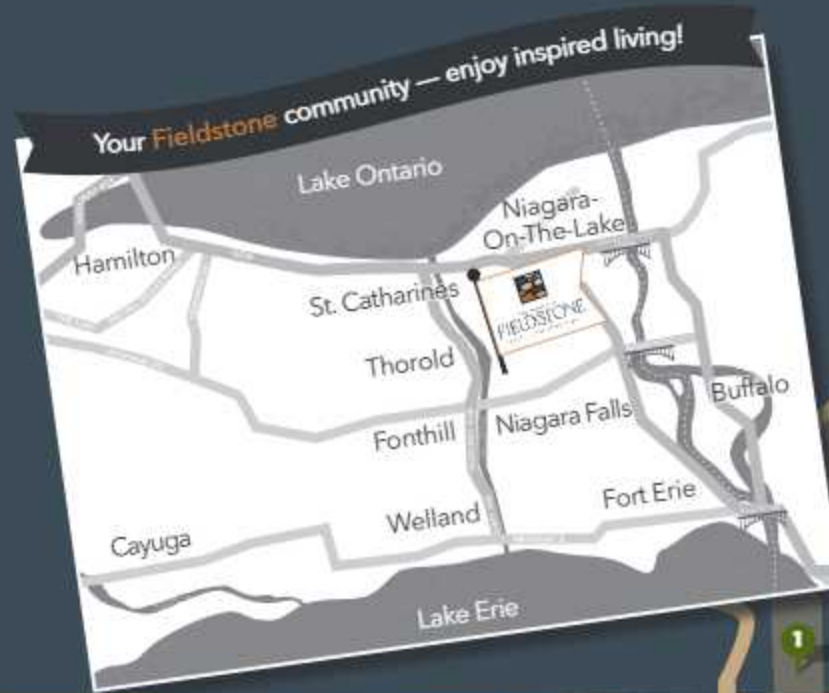 Your Fieldstone community — enjoy inspired living!
Lake Ontario
Niagara-
On-The-Lake
Hamilton
St. Catharines
FIELDSTONE
Thorold
Buffalo
Fonthill
Niagara Falls
Fort Erie
Welland
Cayuga
Lake Erie
1